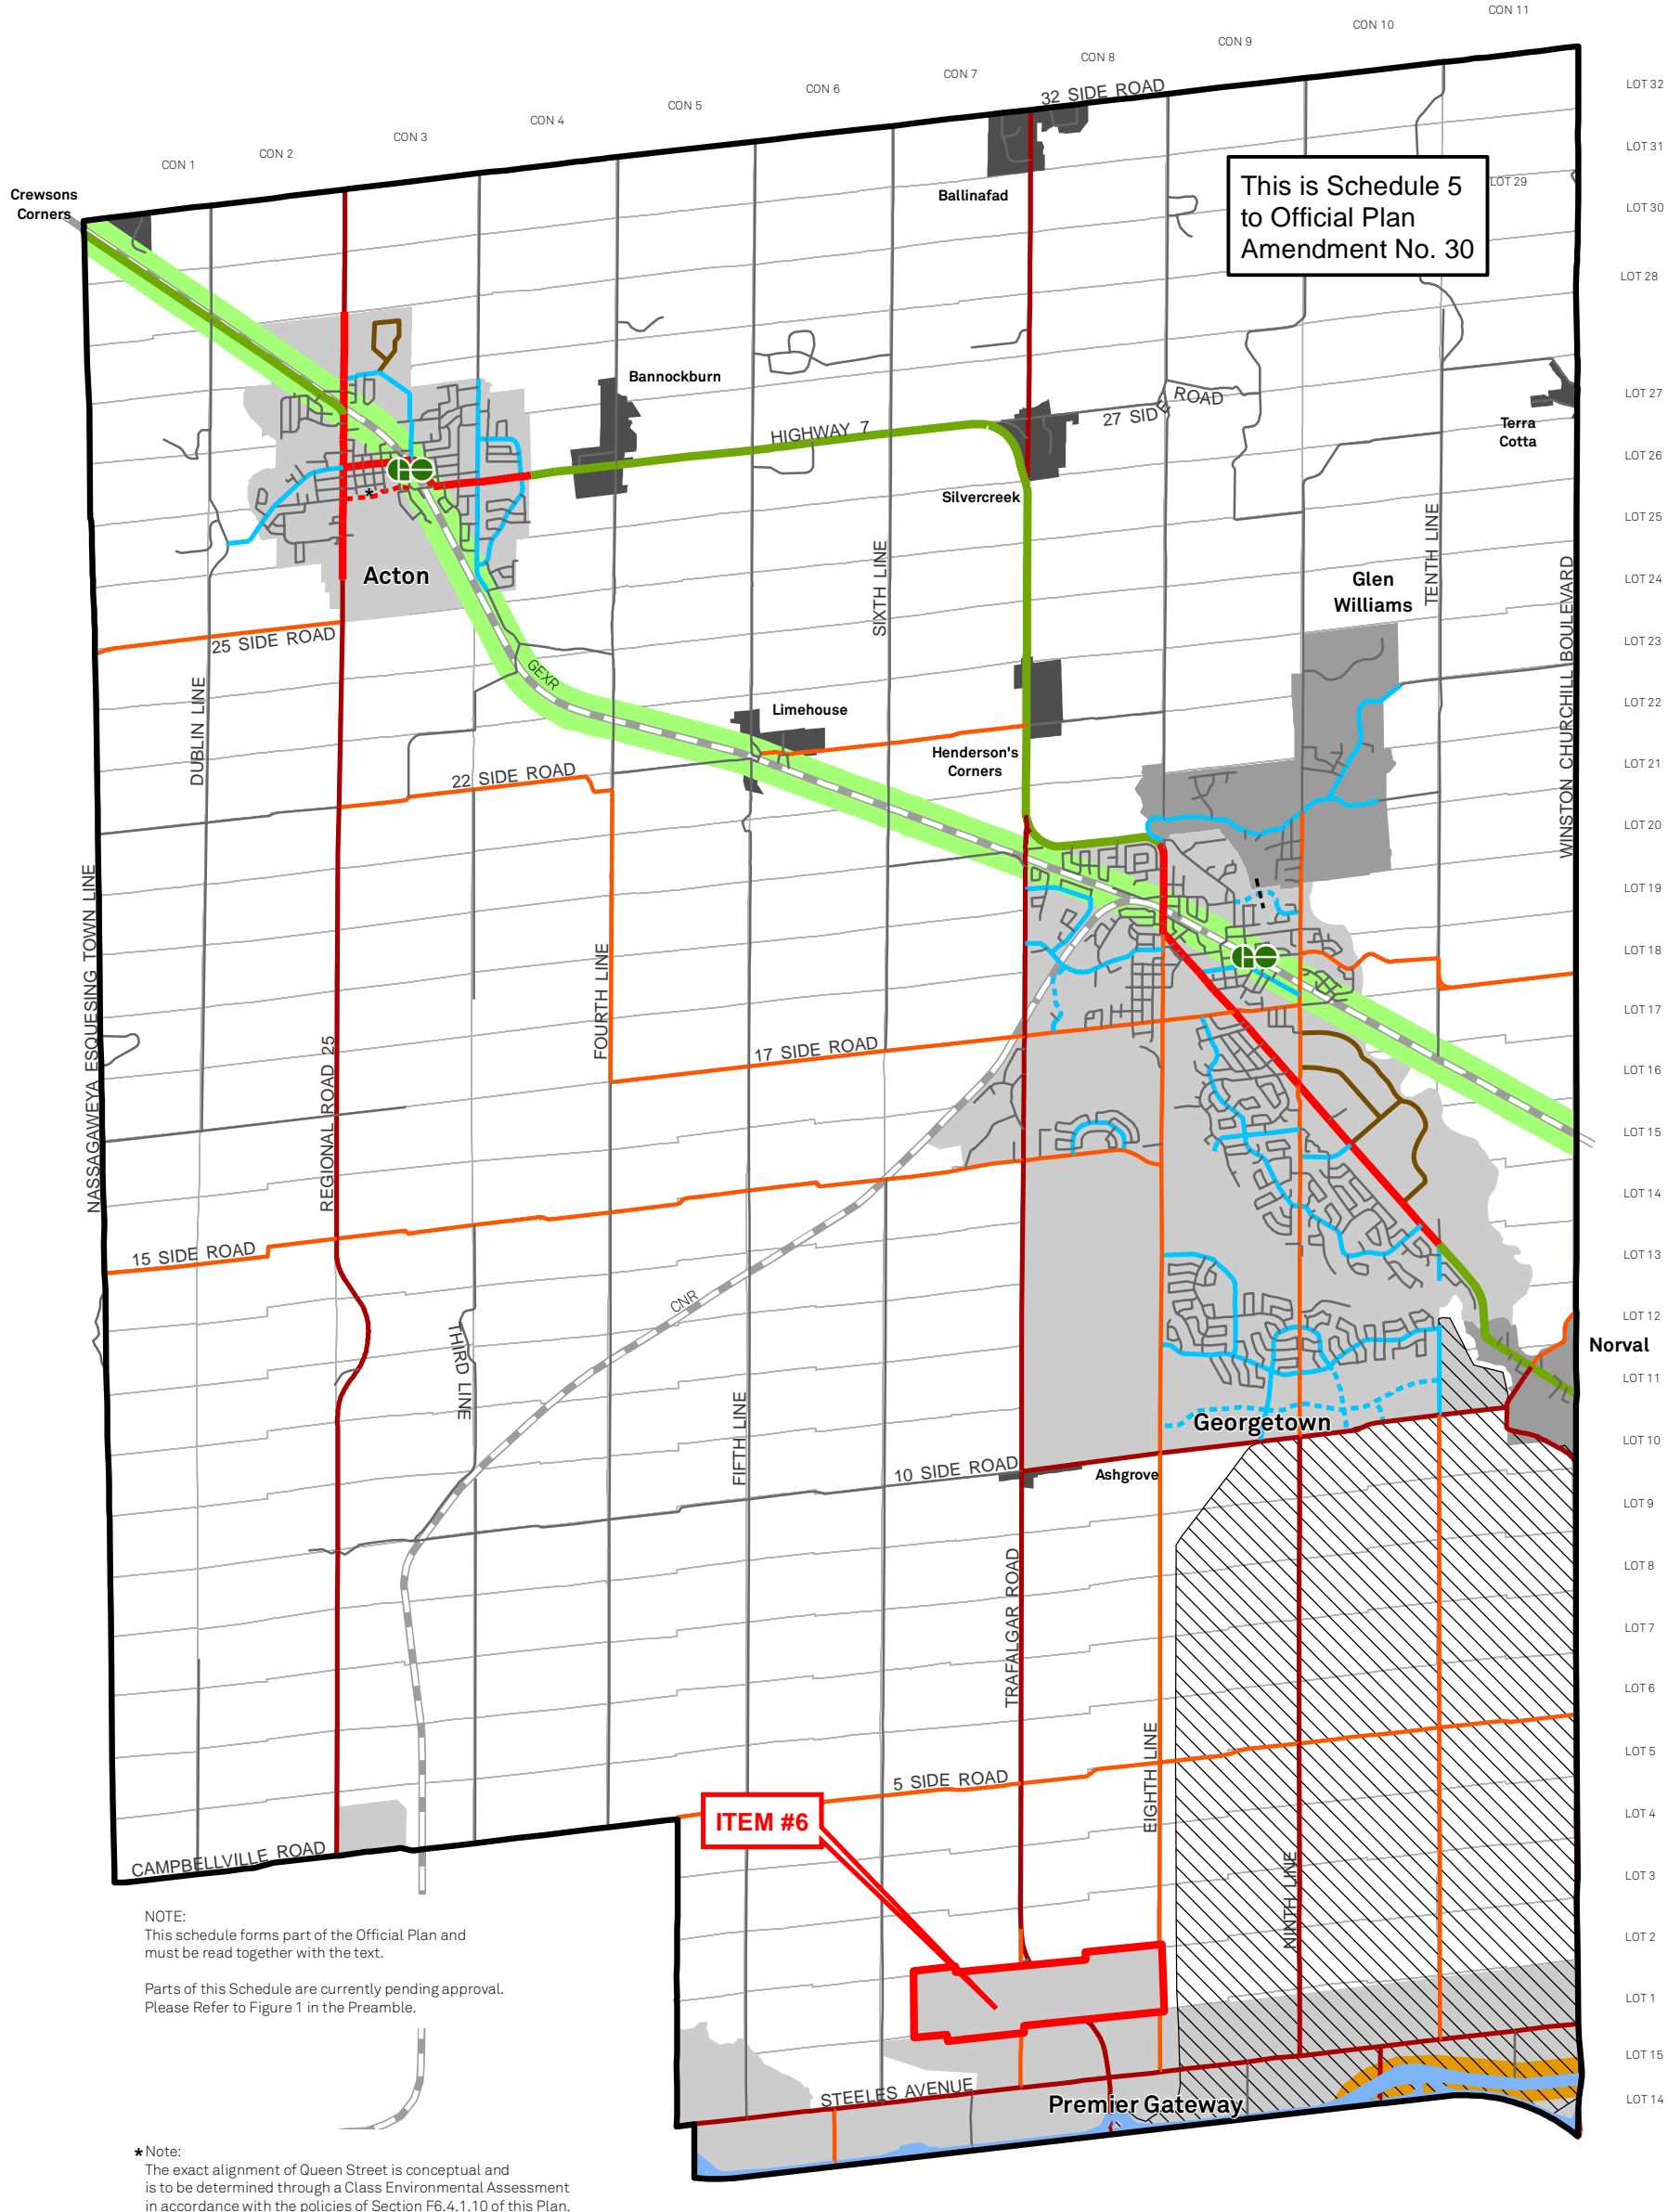 CON 11
CON 10
CON 9
CON 8
CON 7
CON 6
CON 5
CON 4
CON 3
CON 2
CON 1
32 SIDE ROAD
LOT 32
LOT 31
LOT 30
LOT 29
LOT 28
LOT 27
LOT 26
LOT 25
LOT 24
LOT 23
LOT 22
LOT 21
LOT 20
LOT 19
LOT 18
LOT 17
LOT 16
LOT 15
LOT 14
LOT 13
LOT 12
LOT 11
LOT 10
LOT 9
LOT 8
LOT 7
LOT 6
LOT 5
LOT 4
LOT 3
LOT 2
LOT 1
LOT 15
LOT 14
This is Schedule 5
to Official Plan
Amendment No. 30
Crewsons
Corners
Ballinafad
Bannockburn
HIGHWAY 7
27 SIDE ROAD
Terra
Cotta
Silvercreek
*
Acton
25 SIDE ROAD
GEXR
SIXTH LINE
TENTH LINE
Glen
Williams
WINSTON CHURCHILL BOULEVARD
DUBLIN LINE
Limehouse
Henderson's
Corners
22 SIDE ROAD
NASSAGAWEYA ESQUESING TOWN LINE
FOURTH LINE
REGIONAL ROAD 25
17 SIDE ROAD
15 SIDE ROAD
CNR
THIRD LINE
FIFTH LINE
Norval
Georgetown
10 SIDE ROAD
Ashgrove
TRAFALGAR ROAD
EIGHTH LINE
NINTH LINE
5 SIDE ROAD
ITEM #6
CAMPBELLVILLE ROAD
STEELES AVENUE
Premier Gateway
NOTE:
This schedule forms part of the Official Plan and
must be read together with the text.
Parts of this Schedule are currently pending approval.
Please Refer to Figure 1 in the Preamble.
* Note:
The exact alignment of Queen Street is conceptual and
is to be determined through a Class Environmental Assessment
in accordance with the policies of Section F6.4.1.10 of this Plan.